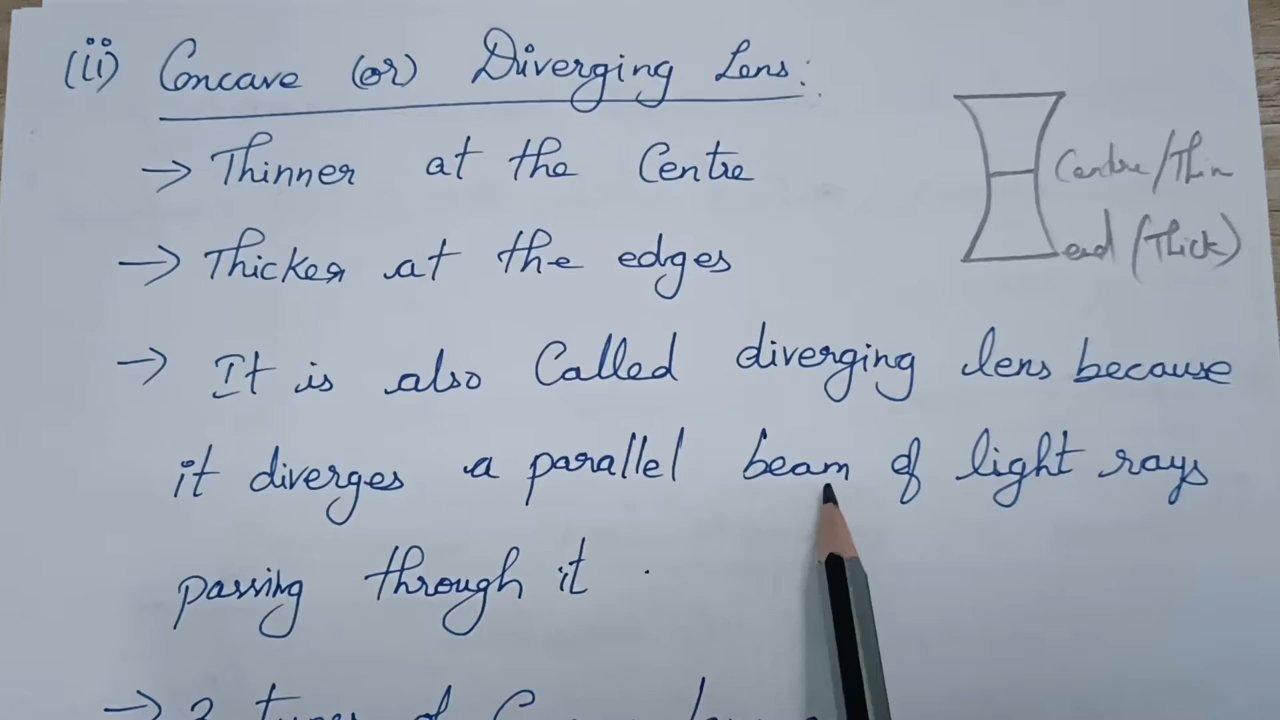 (ii) Concave (or) Diverging Lens:
→ Thinner at the Centre
Centre/Thin
→ Thicker at the edges
end (Thick)
→ It is also Called diverging lens because
it diverges a parallel beam of light rays
passing through it .
→